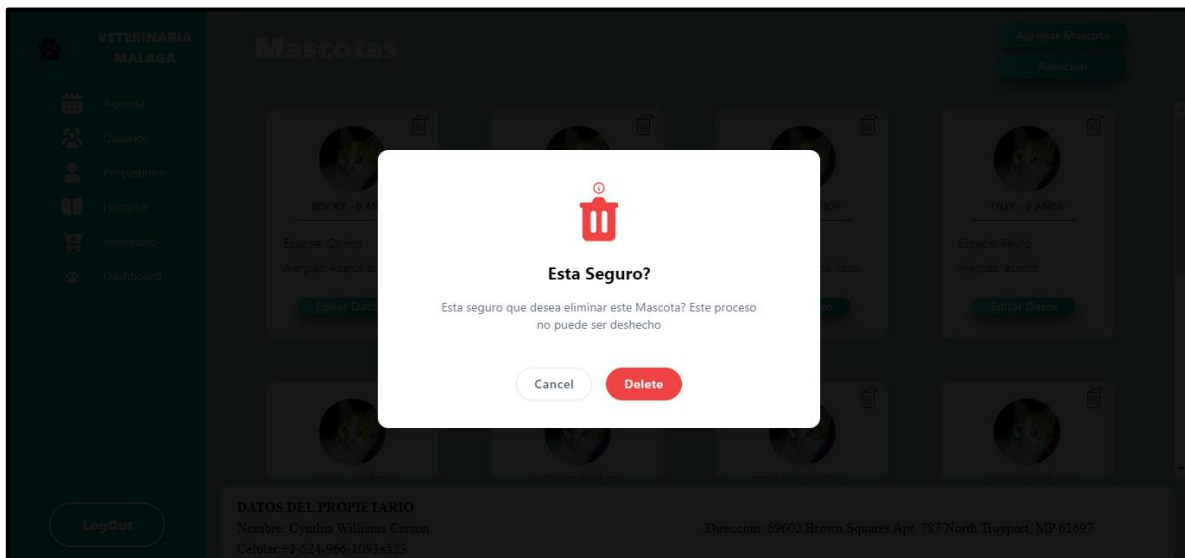 VETERINARIA
MALAGA
Agenda
Usuarios
Propietarios
Historial
Inventario
Dashboard
LogOut
Mascotas
Agregar Mascota
Atención
ROCKY - 0 AÑ
Especie: Canino
Alergias: Ácaros
Editar Dato
LILLY - 2 AÑOS
Especie: Felino
Alergias: acaros
Editar Datos
Esta Seguro?
Esta seguro que desea eliminar este Mascota? Este proceso
no puede ser deshecho
Cancel
Delete
DATOS DEL PROPIETARIO
Nombre: Cynthia Williams Carson
Direccion: 69602 Brown Squares Apt. 787 North Troyport, MP 61697
Celular:+1-524-966-1093x525